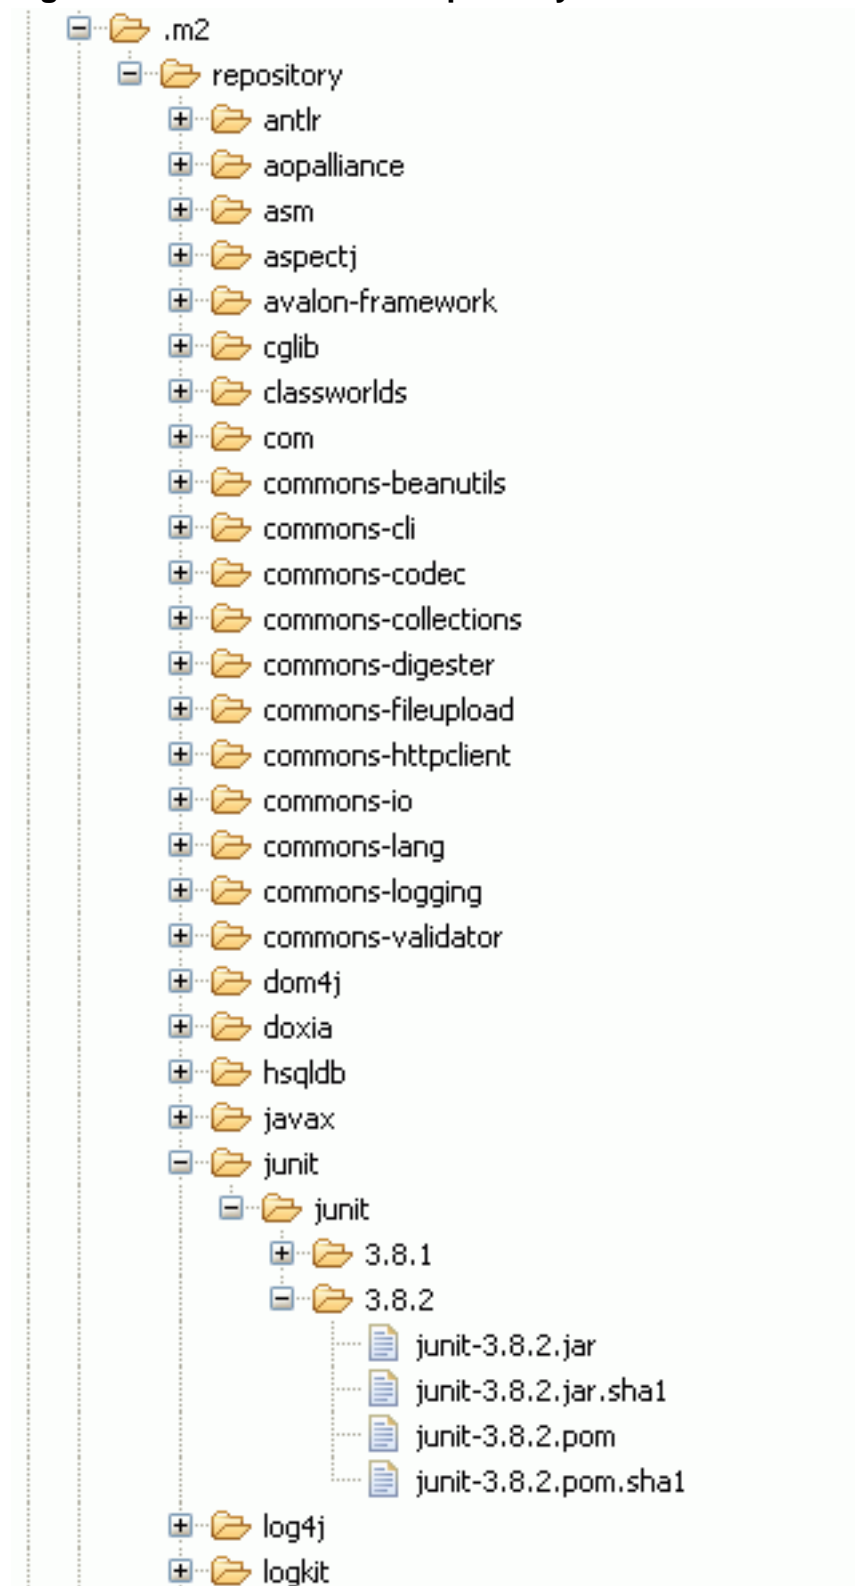 .m2
repository
antlr
aopalliance
asm
aspectj
avalon-framework
cglib
classworlds
com
commons-beanutils
commons-cli
commons-codec
commons-collections
commons-digester
commons-fileupload
commons-httpclient
commons-io
commons-lang
commons-logging
commons-validator
dom4j
doxia
hsqldb
javax
junit
junit
3.8.1
3.8.2
junit-3.8.2.jar
junit-3.8.2.jar.sha1
junit-3.8.2.pom
junit-3.8.2.pom.sha1
log4j
logkit